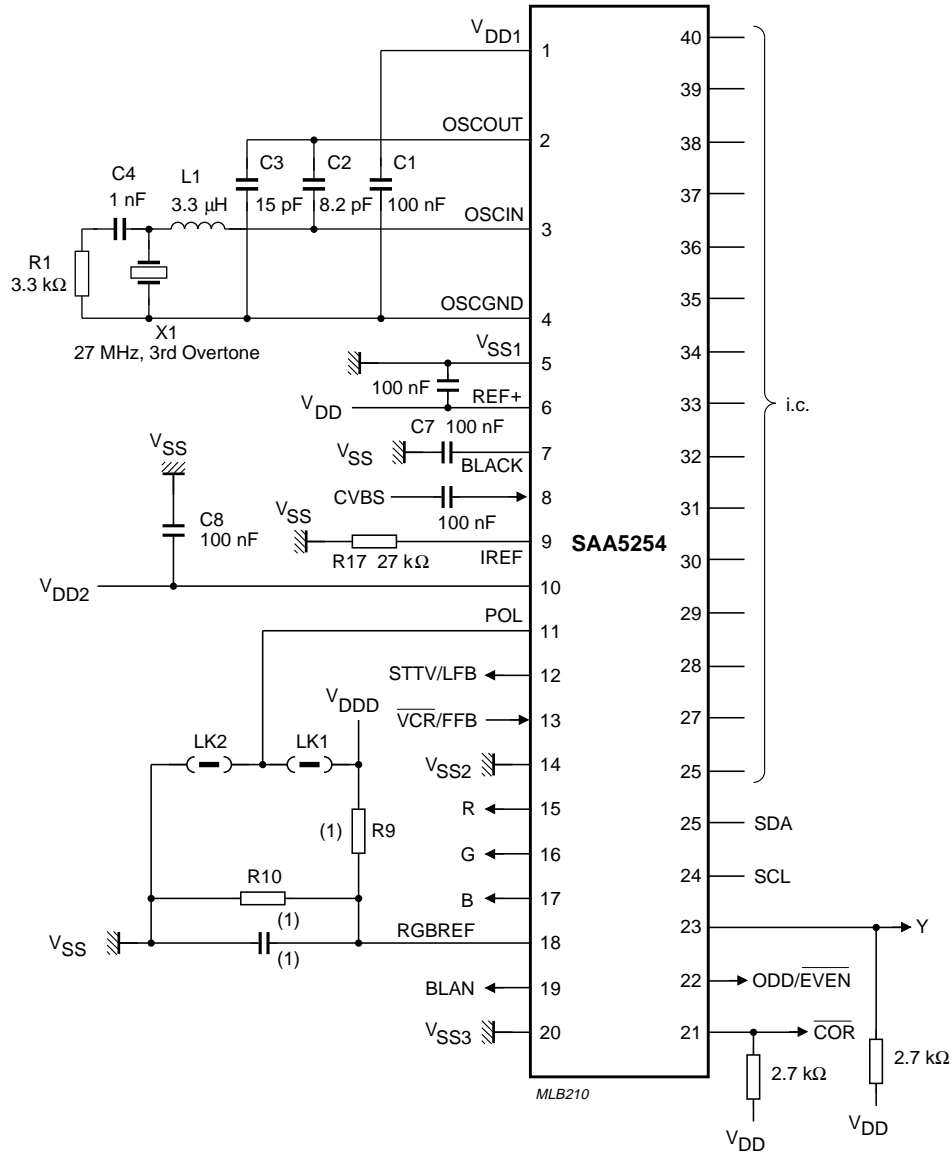 VDD1
1
40
39
OSCOUT
2
38
C4
1 nF
L1
3.3 μH
C3
15 pF
C2
8.2 pF
C1
100 nF
37
OSCIN
3
36
R1
3.3 kΩ
35
OSCGND
4
X1
27 MHz, 3rd Overtone
VSS1
5
34
100 nF
VDD
REF+
6
33
i.c.
C7 100 nF
VSS
7
BLACK
32
VSS
CVBS
8
100 nF
31
C8
100 nF
VSS
9
SAA5254
R17 27 kΩ
IREF
30
VDD2
10
29
POL
11
28
STTV/LFB
12
VDDD
VCR/FFB
13
27
LK2
LK1
VSS2
14
25
R
15
(1)
R9
25
SDA
G
16
24
SCL
R10
(1)
B
17
23
Y
VSS
(1)
RGBREF
18
22
ODD/EVEN
BLAN
19
VSS3
20
21
COR
2.7 kΩ
2.7 kΩ
MLB210
VDD
VDD